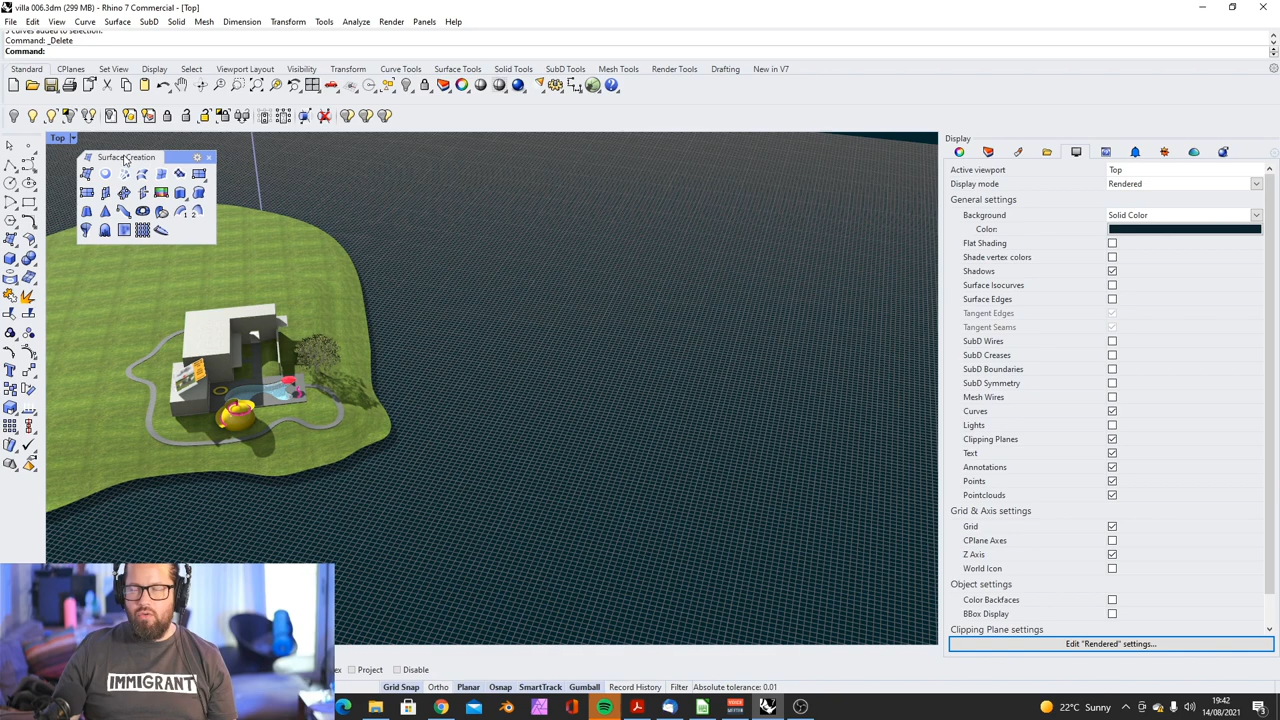 villa 006.3dm (299 MB) - Rhino 7 Commercial - [Top]
File Edit View Curve Surface SubD Solid Mesh Dimension Transform Tools Analyze Render Panels Help
3 curves added to selection.
Command: _Delete
Command:
Standard CPlanes Set View Display Select Viewport Layout Visibility Transform Curve Tools Surface Tools Solid Tools SubD Tools Mesh Tools Render Tools Drafting New in V7
Top
Surface Creation
Display
Active viewport Top
Display mode Rendered
General settings
Background Solid Color
Color:
Flat Shading
Shade vertex colors
Shadows
Surface Isocurves
Surface Edges
Tangent Edges
Tangent Seams
SubD Wires
SubD Creases
SubD Boundaries
SubD Symmetry
Mesh Wires
Curves
Lights
Clipping Planes
Text
Annotations
Points
Pointclouds
Grid & Axis settings
Grid
CPlane Axes
Z Axis
World Icon
Object settings
Color Backfaces
BBox Display
Clipping Plane settings
Edit "Rendered" settings...
IMMIGRANT
Project Disable
Grid Snap Ortho Planar Osnap SmartTrack Gumball Record History Filter Absolute tolerance: 0.01
22°C Sunny
19:42
14/08/2021